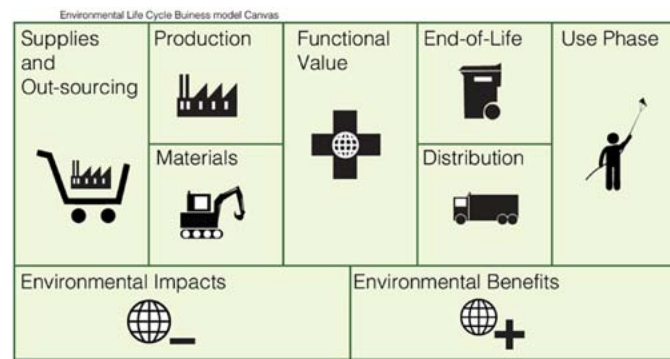 Environmental Life Cycle Buiness model Canvas
Supplies
and
Out-sourcing
Production
Materials
Functional
Value
End-of-Life
Distribution
Use Phase
Environmental Impacts
Environmental Benefits